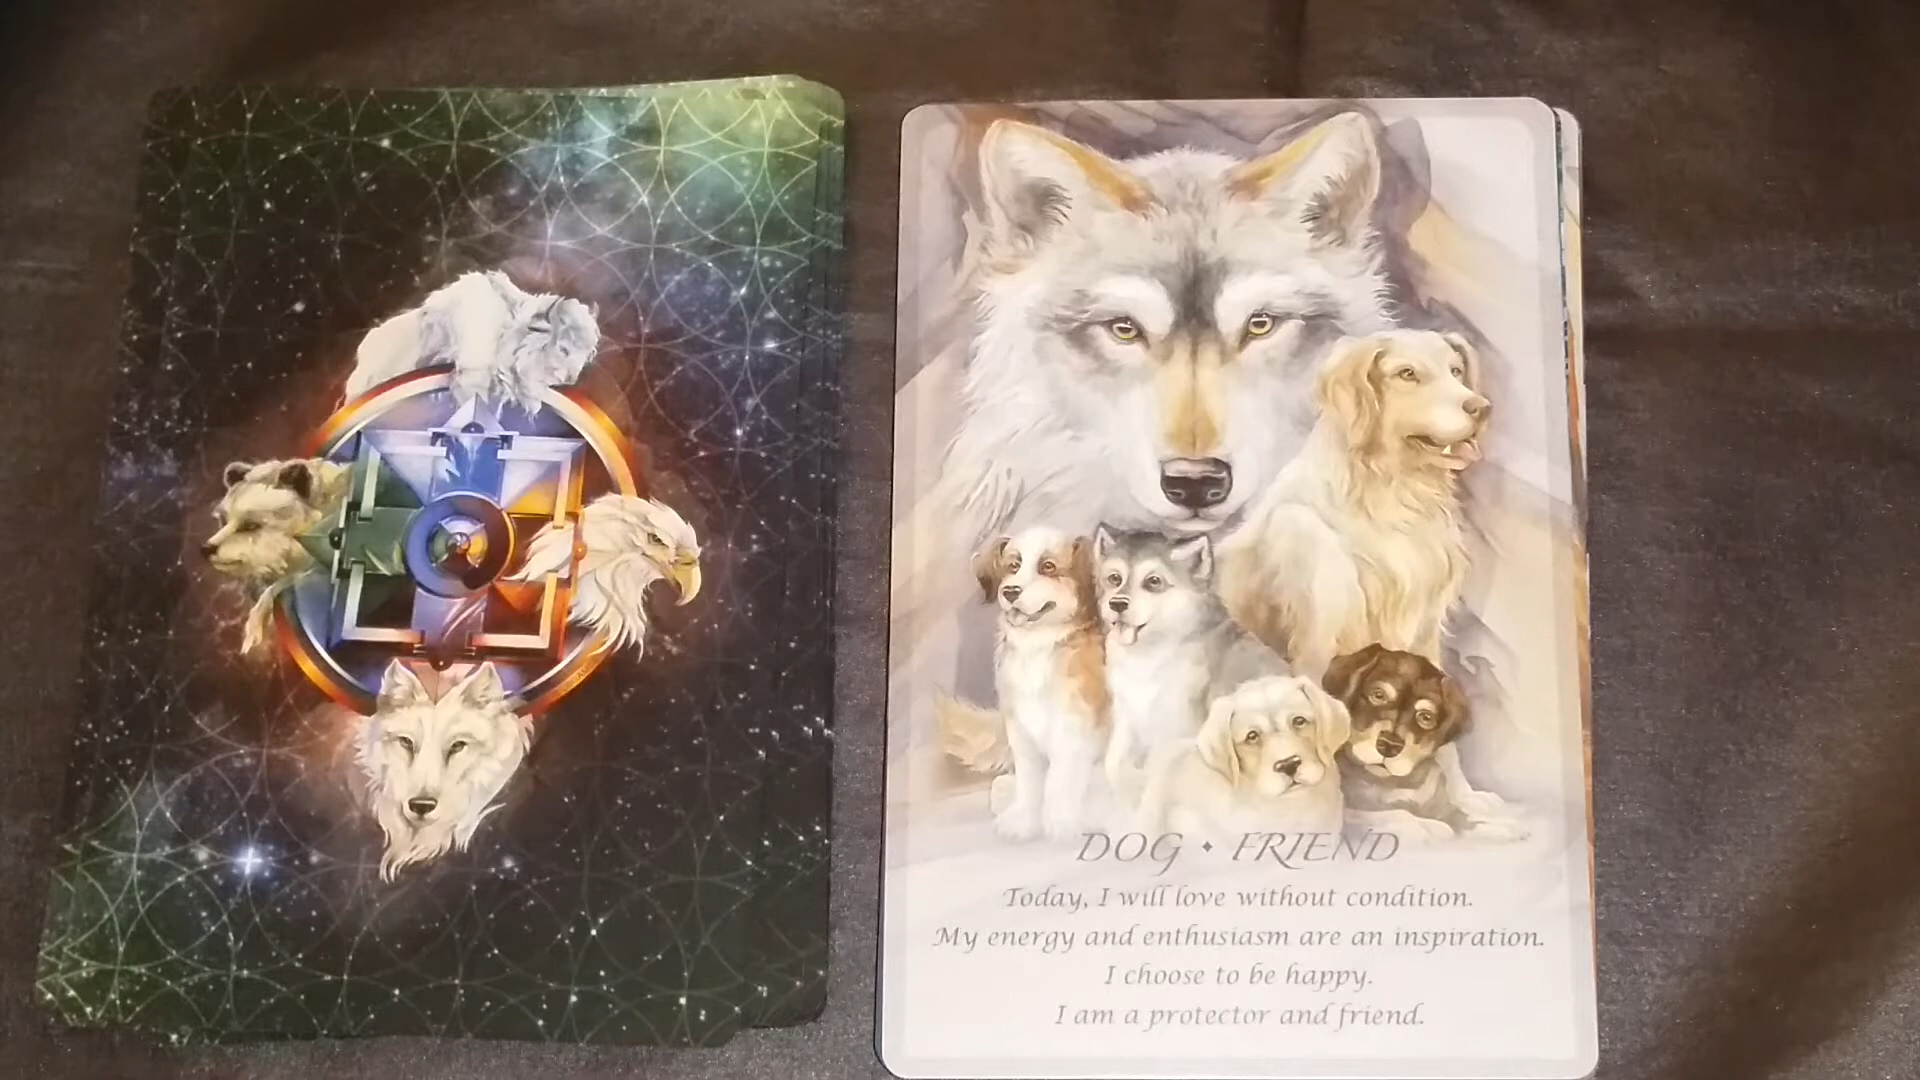 DOG • FRIEND
Today, I will love without condition.
My energy and enthusiasm are an inspiration.
I choose to be happy.
I am a protector and friend.